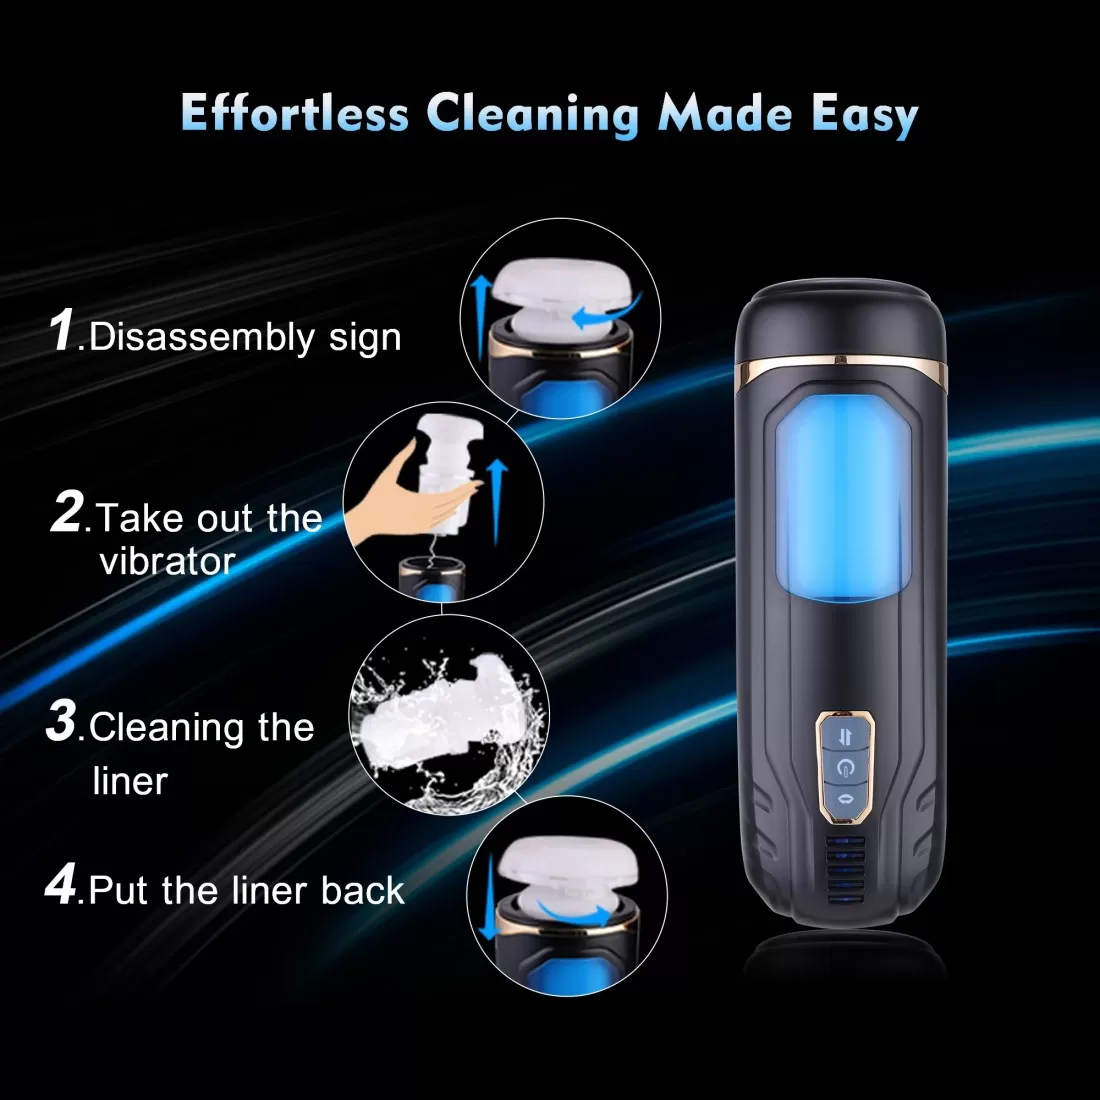 Effortless Cleaning Made Easy
1.Disassembly sign
2.Take out the
vibrator
3.Cleaning the
liner
4.Put the liner back